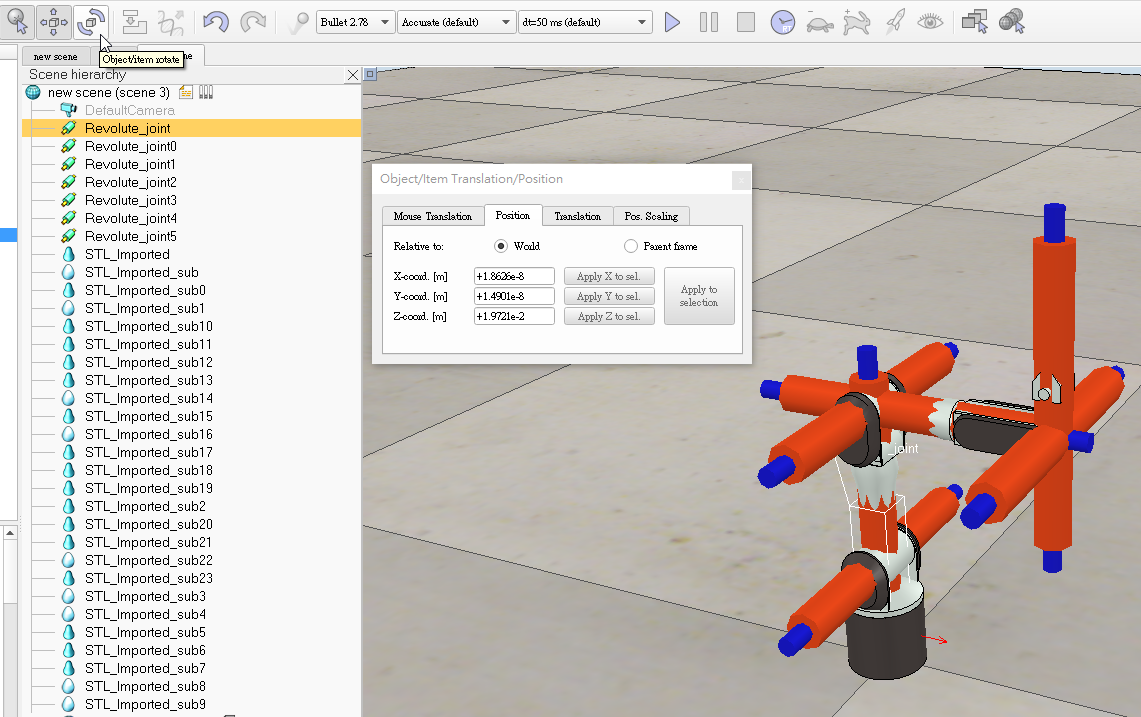 Bullet 2.78
Accurate (default)
dt=50 ms (default)
new scene
ne
Object/item rotate
Scene hierarchy
new scene (scene 3)
DefaultCamera
Revolute_joint
Revolute_joint0
Revolute_joint1
Revolute_joint2
Revolute_joint3
Revolute_joint4
Revolute_joint5
STL_Imported
STL_Imported_sub
STL_Imported_sub0
STL_Imported_sub1
STL_Imported_sub10
STL_Imported_sub11
STL_Imported_sub12
STL_Imported_sub13
STL_Imported_sub14
STL_Imported_sub15
STL_Imported_sub16
STL_Imported_sub17
STL_Imported_sub18
STL_Imported_sub19
STL_Imported_sub2
STL_Imported_sub20
STL_Imported_sub21
STL_Imported_sub22
STL_Imported_sub23
STL_Imported_sub3
STL_Imported_sub4
STL_Imported_sub5
STL_Imported_sub6
STL_Imported_sub7
STL_Imported_sub8
STL_Imported_sub9
Object/Item Translation/Position
Mouse Translation
Position
Translation
Pos. Scaling
Relative to:
World
Parent frame
X-coord. [m]
+1.8626e-8
Apply X to sel.
Y-coord. [m]
+1.4901e-8
Apply Y to sel.
Z-coord. [m]
+1.9721e-2
Apply Z to sel.
Apply to
selection
_joint